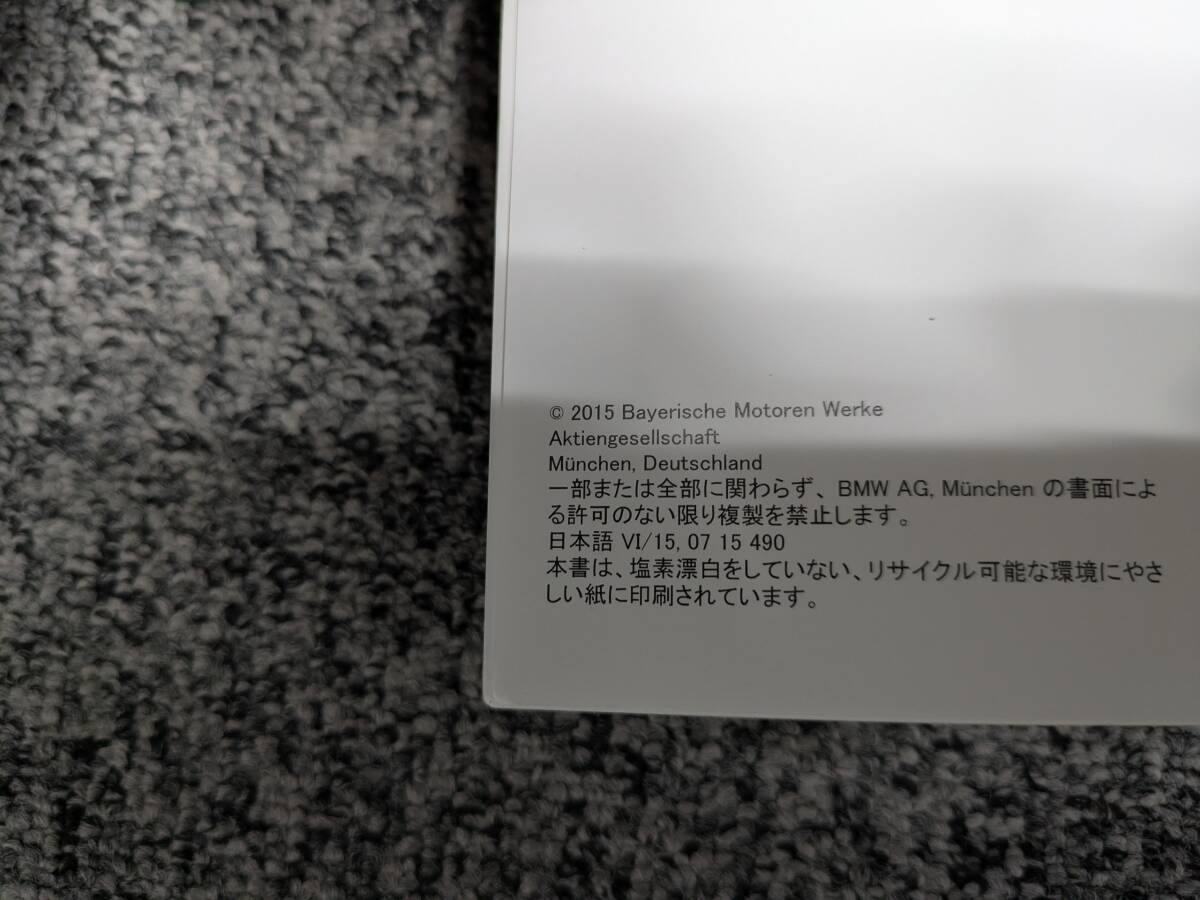 © 2015 Bayerische Motoren Werke
Aktiengesellschaft
München, Deutschland
一部または全部に関わらず、BMW AG, München の書面によ
る許可のない限り複製を禁止します。
日本語 VI/15, 07 15 490
本書は、塩素漂白をしていない、リサイクル可能な環境にやさ
しい紙に印刷されています。